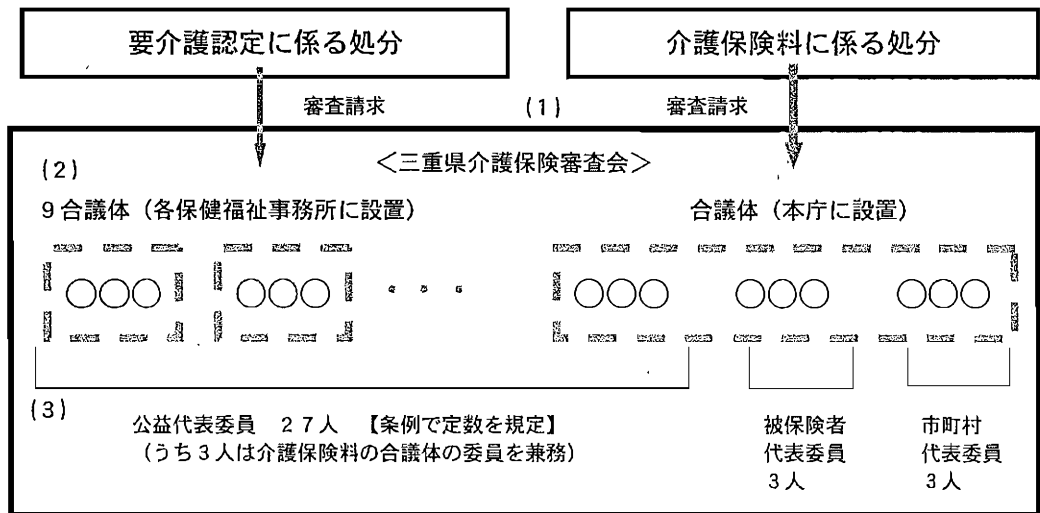 要介護認定に係る処分
介護保険料に係る処分
審査請求
(1)
審査請求
(2)
<三重県介護保険審査会>
9合議体(各保健福祉事務所に設置)
合議体(本庁に設置)
(3)
公益代表委員 27人 【条例で定数を規定】
(うち3人は介護保険料の合議体の委員を兼務)
被保険者
代表委員
3人
市町村
代表委員
3人